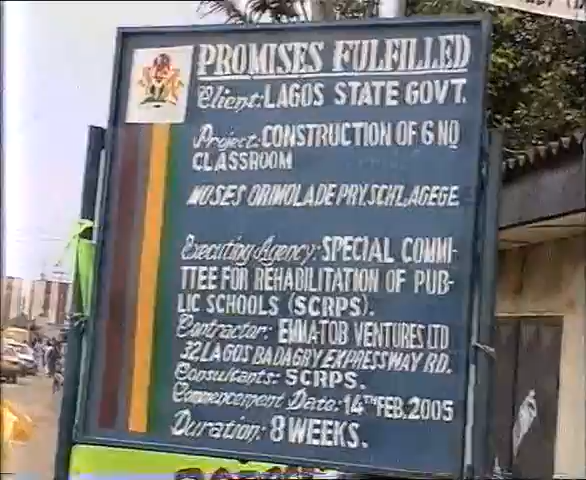 PROMISES FULFILLED
Client: LAGOS STATE GOVT.
Project: CONSTRUCTION OF 6 NO
CLASSROOM
MOSES ORIMOLADE PRY. SCHL. AGEGE
Executing Agency: SPECIAL COMMI-
TTEE FOR REHABILITATION OF PUB-
LIC SCHOOLS (SCRPS).
Contractor: EMMA-TOB VENTURES LTD
32, LAGOS BADAGRY EXPRESSWAY RD.
Consultants: SCRPS.
Commencement Date: 14TH FEB. 2005
Duration: 8 WEEKS.